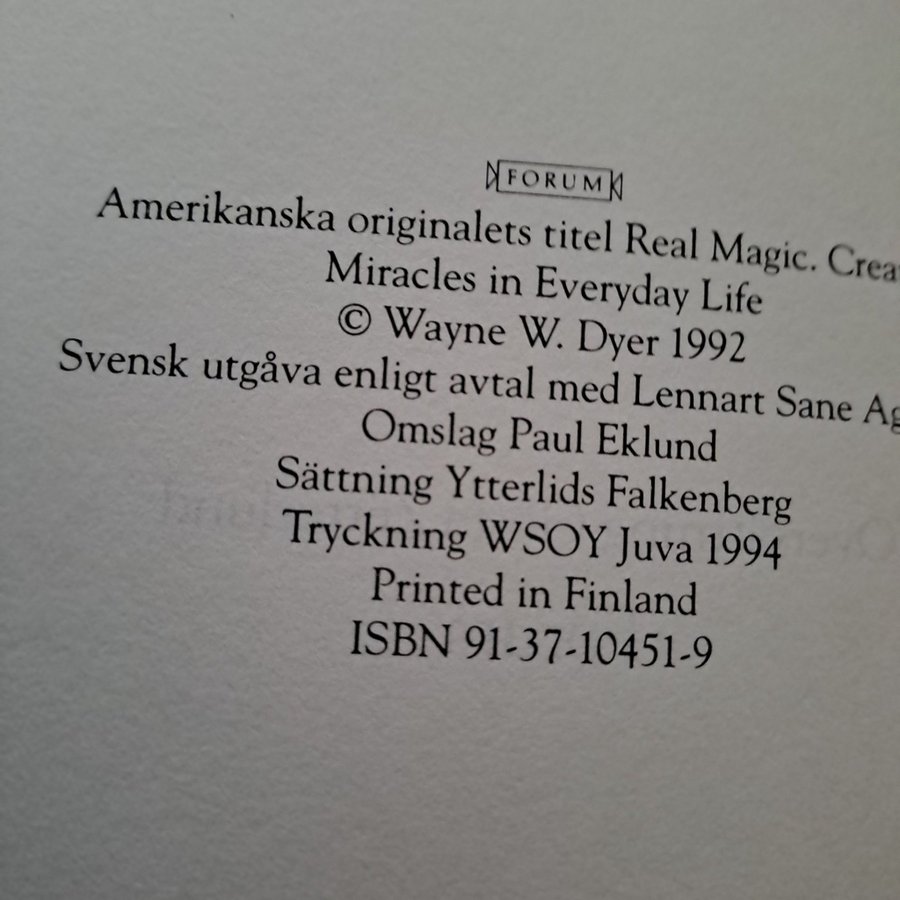 FORUM
Amerikanska originalets titel Real Magic.
Miracles in Everyday Life
© Wayne W. Dyer 1992
Svensk utgåva enligt avtal med Lennart Sane
Omslag Paul Eklund
Sättning Ytterlids Falkenberg
Tryckning WSOY Juva 1994
Printed in Finland
ISBN 91-37-10451-9